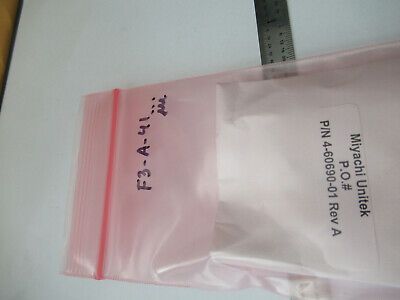 F3-A-41...
Miyachi Unitek
P.O.#
P/N 4-60690-01 Rev A